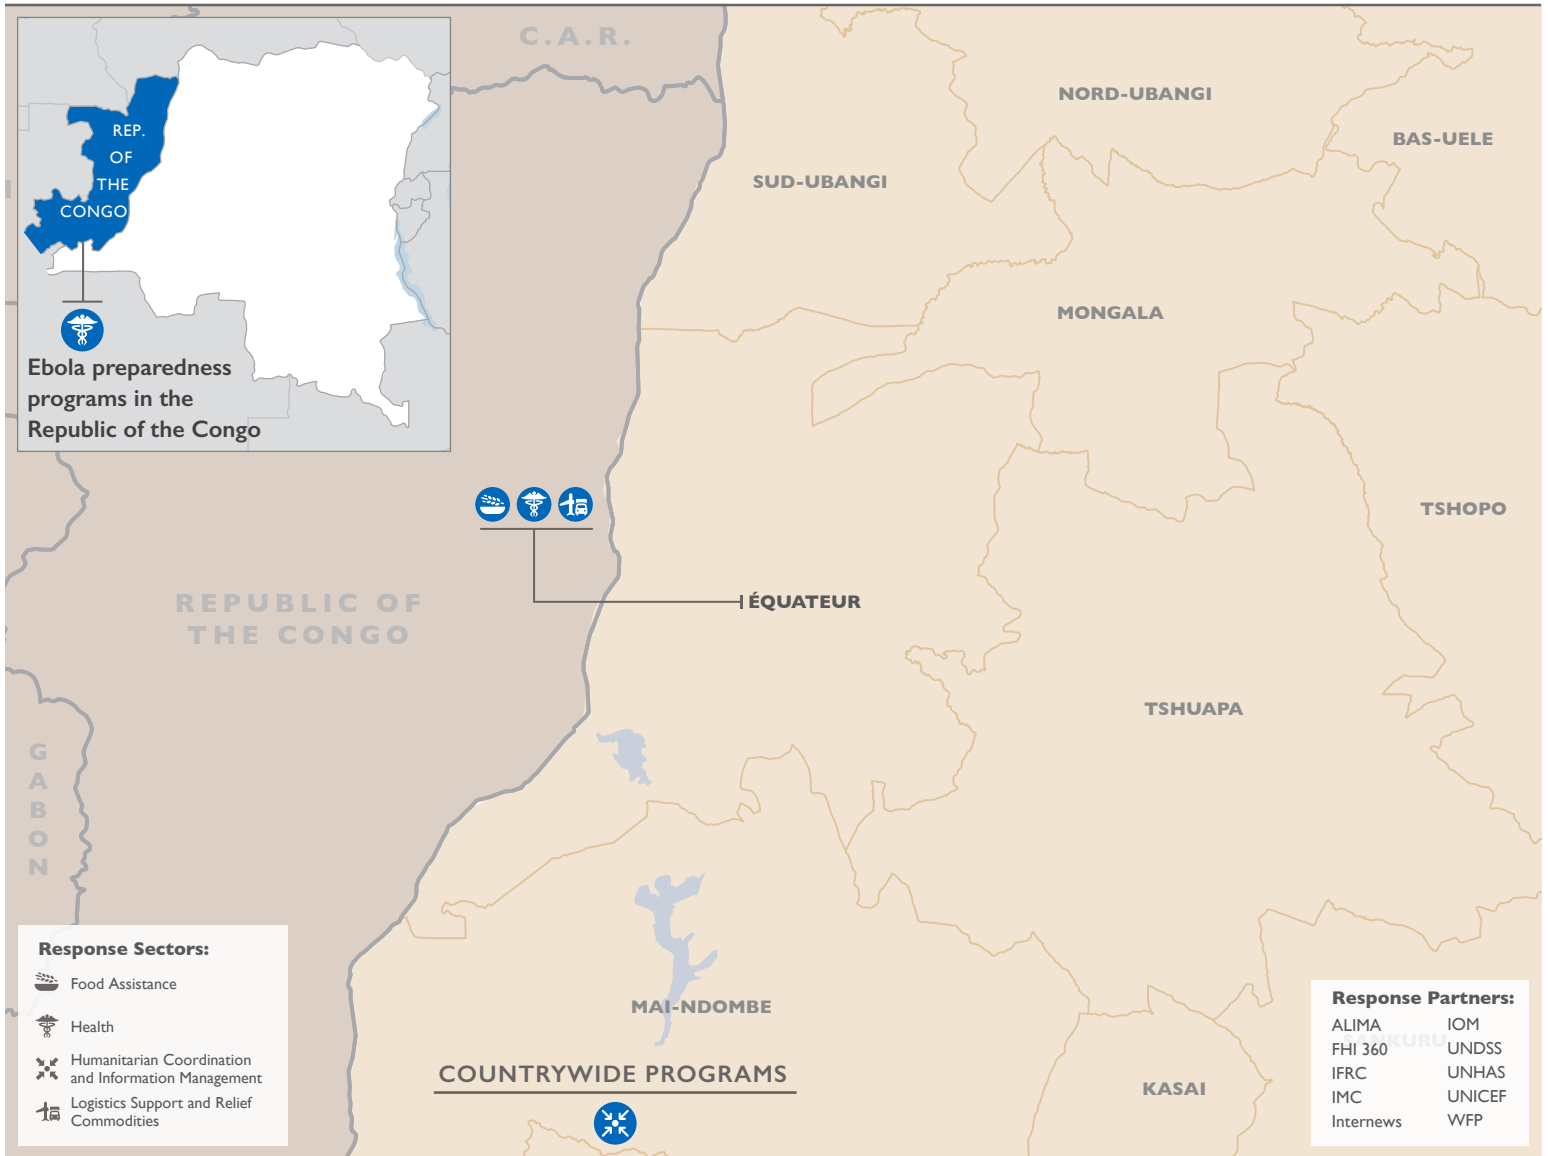 C.A.R.
NORD-UBANGI
BAS-UELE
SUD-UBANGI
REP.
OF
THE
CONGO
MONGALA
Ebola preparedness
programs in the
Republic of the Congo
TSHOPO
REPUBLIC OF
THE CONGO
ÉQUATEUR
TSHUAPA
GABON
MAI-NDOMBE
COUNTRYWIDE PROGRAMS
KASAI
SANKURU
Response Sectors:
Food Assistance
Health
Humanitarian Coordination
and Information Management
Logistics Support and Relief
Commodities
Response Partners:
ALIMA
FHI 360
IFRC
IMC
Internews
IOM
UNDSS
UNHAS
UNICEF
WFP